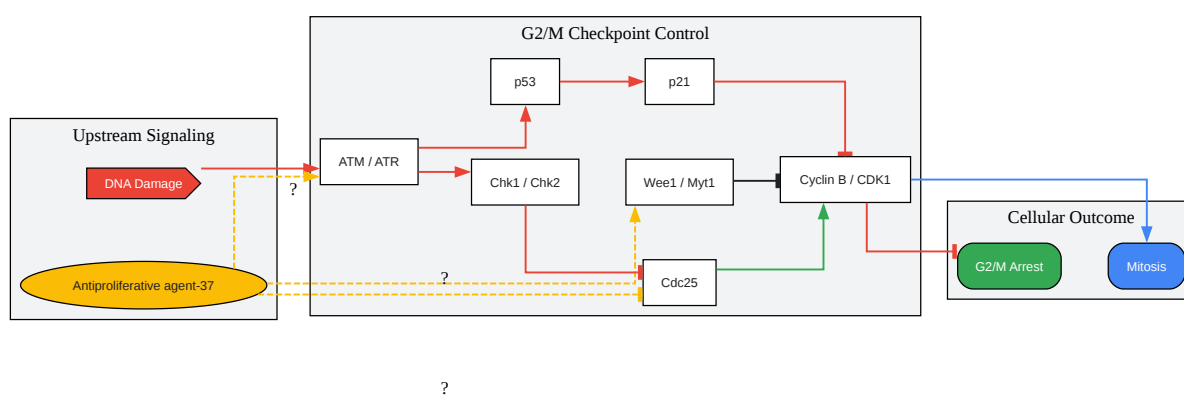 G2/M Checkpoint Control
p53
p21
Upstream Signaling
ATM / ATR
DNA Damage
?
Chk1 / Chk2
Wee1 / Myt1
Cyclin B / CDK1
Cellular Outcome
G2/M Arrest
Mitosis
?
Antiproliferative agent-37
Cdc25
?